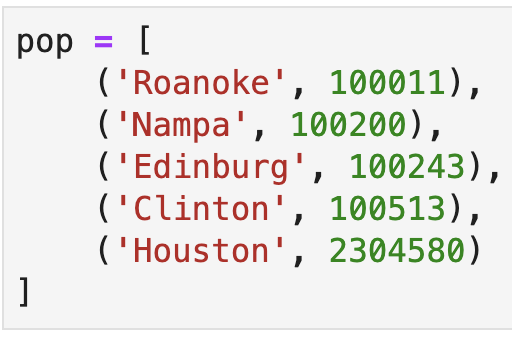 pop = [
    ('Roanoke', 100011),
    ('Nampa', 100200),
    ('Edinburg', 100243),
    ('Clinton', 100513),
    ('Houston', 2304580)
]